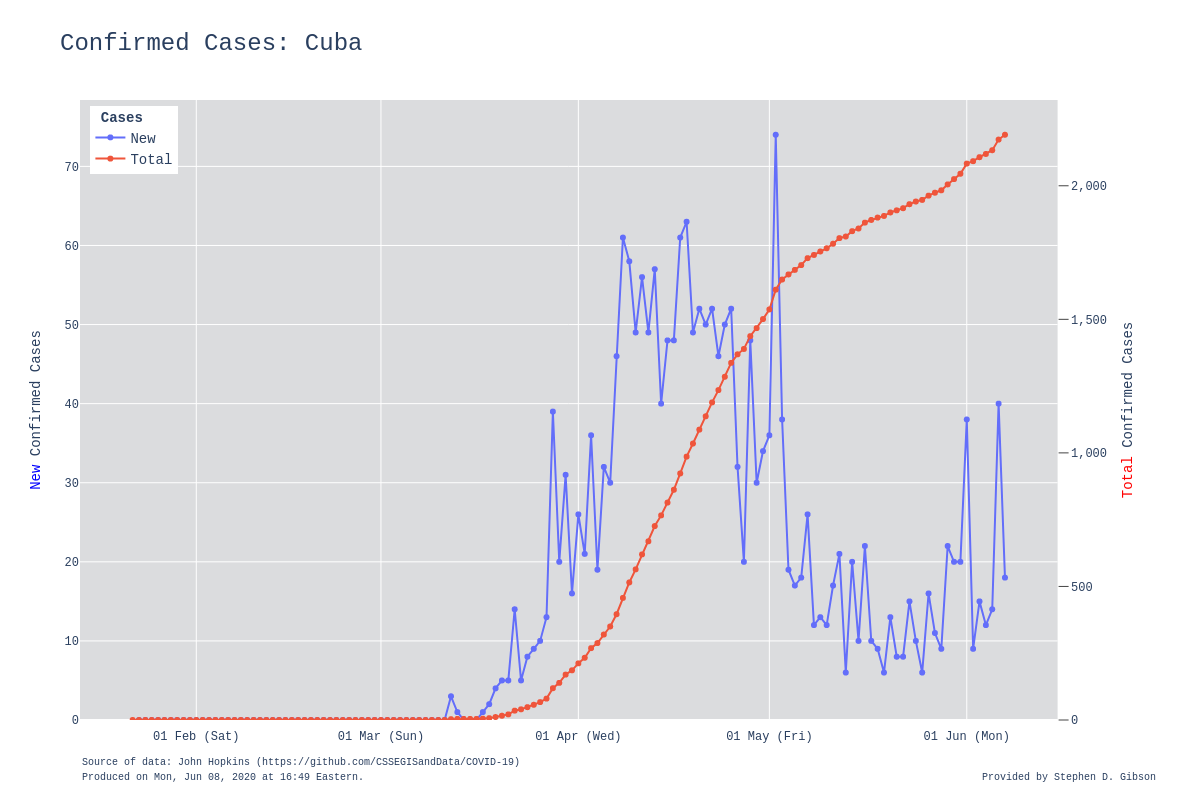 Confirmed Cases: Cuba
Cases
New
Total
70
60
50
40
30
20
10
0
2,000
1,500
1,000
500
0
New Confirmed Cases
Total Confirmed Cases
01 Feb (Sat)
01 Mar (Sun)
01 Apr (Wed)
01 May (Fri)
01 Jun (Mon)
Source of data: John Hopkins (https://github.com/CSSEGISandData/COVID-19)
Produced on Mon, Jun 08, 2020 at 16:49 Eastern.
Provided by Stephen D. Gibson